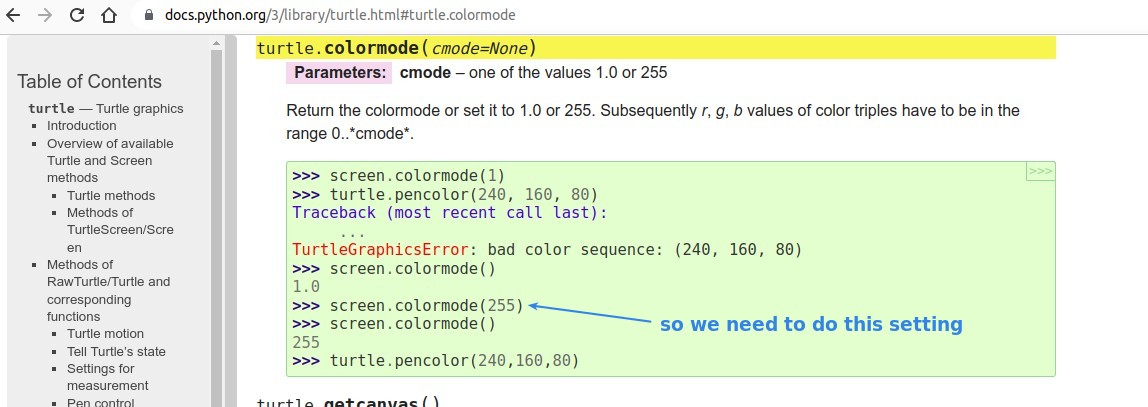 docs.python.org/3/library/turtle.html#turtle.colormode
Table of Contents
turtle — Turtle graphics
Introduction
Overview of available
Turtle and Screen
methods
Turtle methods
Methods of
TurtleScreen/Scre
en
Methods of
RawTurtle/Turtle and
corresponding
functions
Turtle motion
Tell Turtle's state
Settings for
measurement
Pen control
turtle.colormode(cmode=None)
Parameters: cmode – one of the values 1.0 or 255
Return the colormode or set it to 1.0 or 255. Subsequently r, g, b values of color triples have to be in the
range 0..*cmode*.
>>>
>>> screen.colormode(1)
>>> turtle.pencolor(240, 160, 80)
Traceback (most recent call last):
...
TurtleGraphicsError: bad color sequence: (240, 160, 80)
>>> screen.colormode()
1.0
>>> screen.colormode(255)
>>> screen.colormode()
so we need to do this setting
255
>>> turtle.pencolor(240,160,80)
turtle.getcanvas()